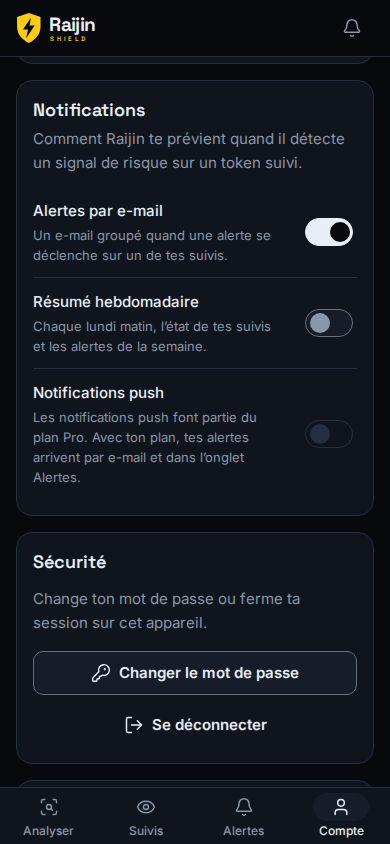 Raijin
SHIELD
Notifications
Comment Raijin te prévient quand il détecte
un signal de risque sur un token suivi.
Alertes par e-mail
Un e-mail groupé quand une alerte se
déclenche sur un de tes suivis.
Résumé hebdomadaire
Chaque lundi matin, l’état de tes suivis
et les alertes de la semaine.
Notifications push
Les notifications push font partie du
plan Pro. Avec ton plan, tes alertes
arrivent par e-mail et dans l’onglet
Alertes.
Sécurité
Change ton mot de passe ou ferme ta
session sur cet appareil.
Changer le mot de passe
Se déconnecter
Analyser
Suivis
Alertes
Compte